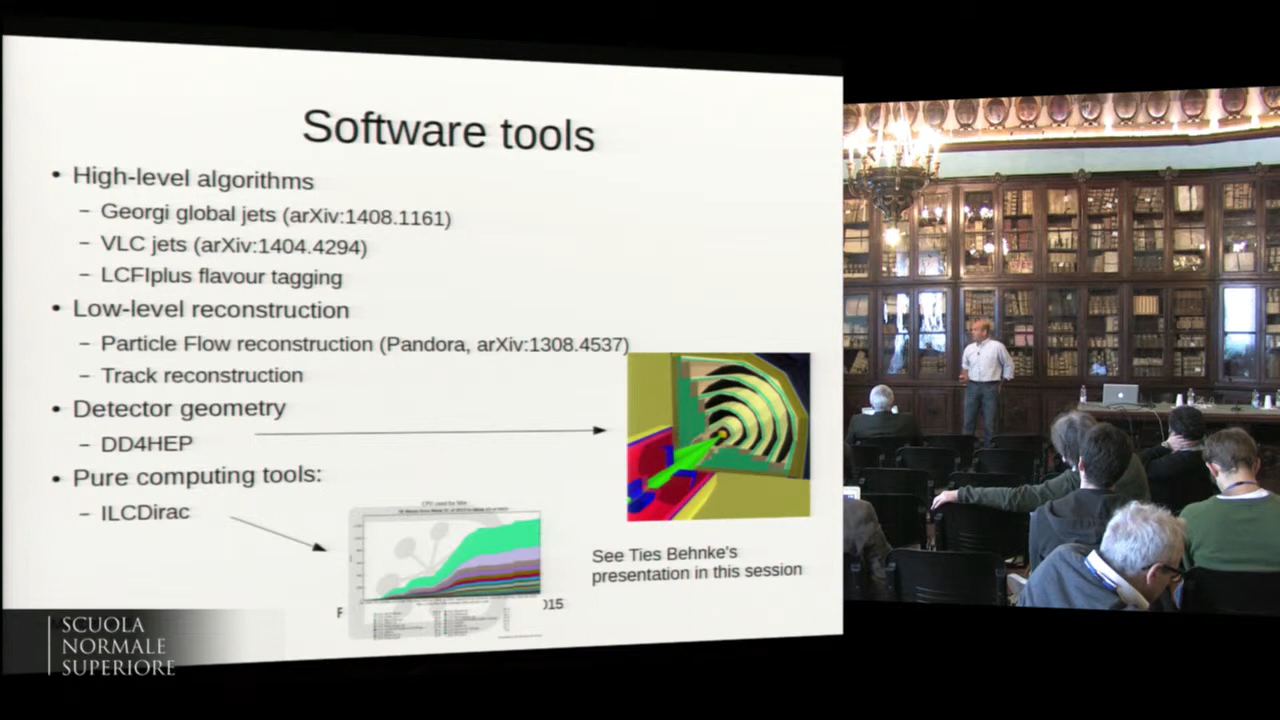 Software tools
• High-level algorithms
– Georgi global jets (arXiv:1408.1161)
– VLC jets (arXiv:1404.4294)
– LCFIplus flavour tagging
• Low-level reconstruction
– Particle Flow reconstruction (Pandora, arXiv:1308.4537)
– Track reconstruction
• Detector geometry
– DD4HEP
• Pure computing tools:
– ILCDirac
See Ties Behnke's
presentation in this session
SCUOLA
NORMALE
SUPERIORE